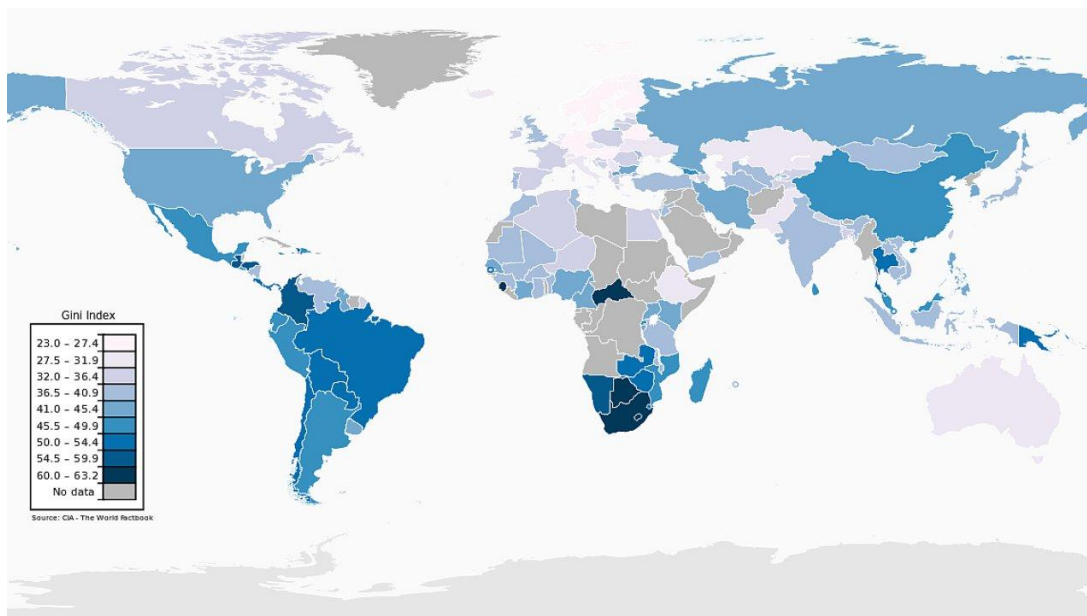 Gini Index
23.0 – 27.4
27.5 – 31.9
32.0 – 36.4
36.5 – 40.9
41.0 – 45.4
45.5 – 49.9
50.0 – 54.4
54.5 – 59.9
60.0 – 63.2
No data
Source: CIA - The World Factbook